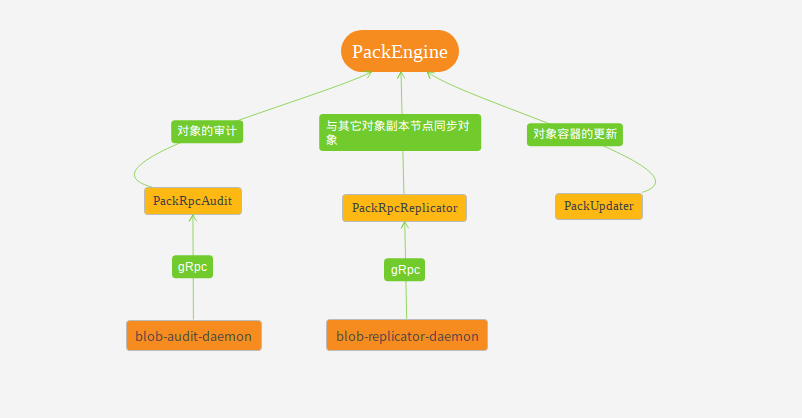 PackEngine
对象的审计
与其它对象副本节点同步对
象
对象容器的更新
PackRpcAudit
PackRpcReplicator
PackUpdater
gRpc
gRpc
blob-audit-daemon
blob-replicator-daemon